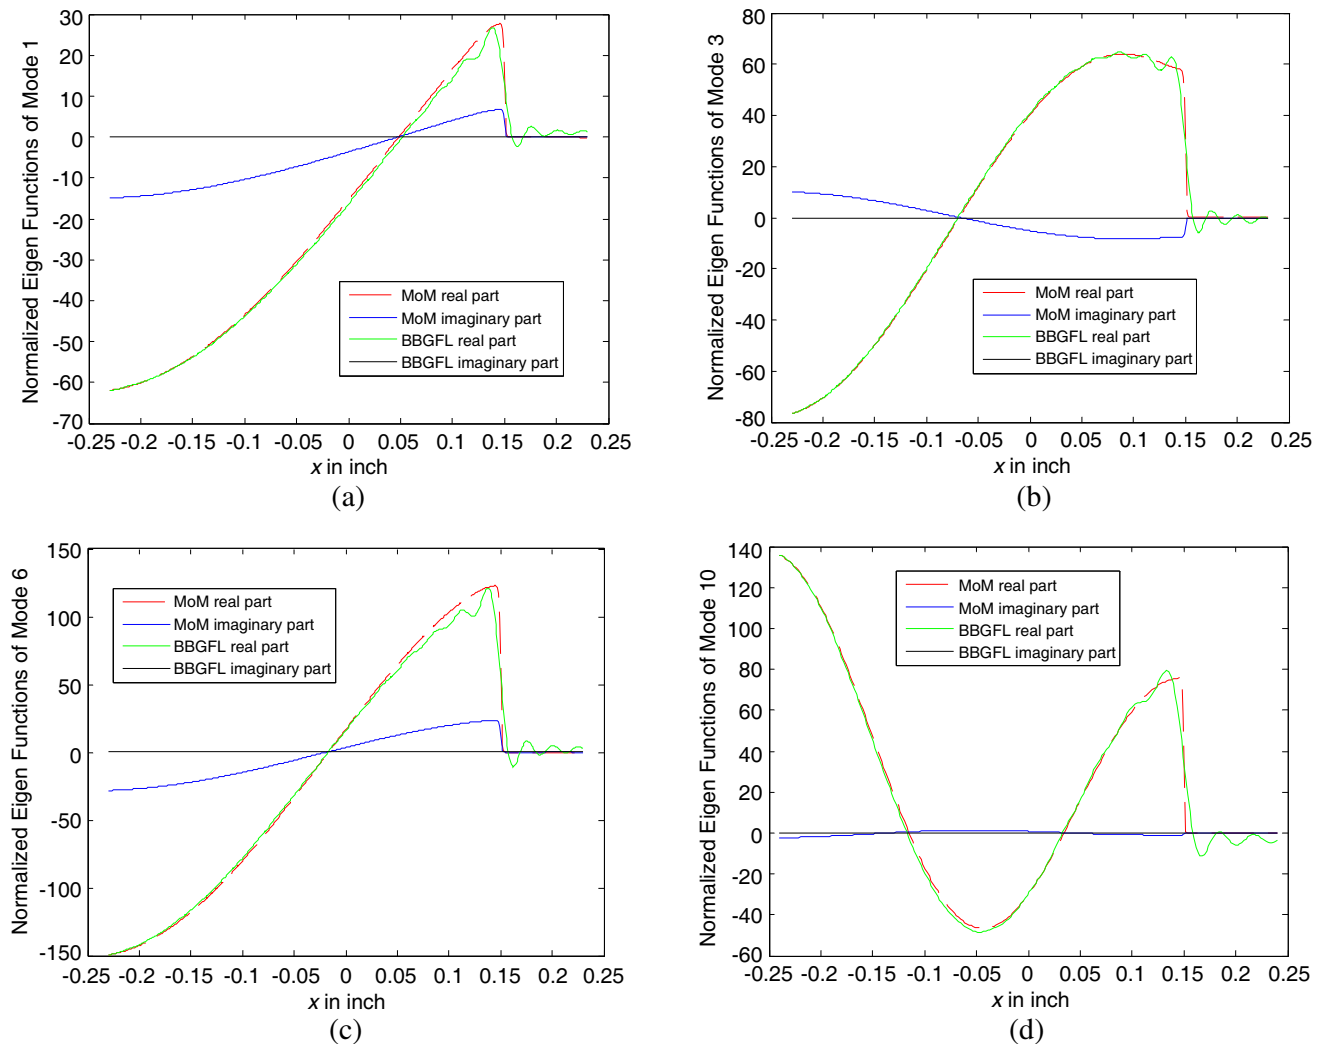 Normalized Eigen Functions of Mode 1
30
20
10
0
-10
-20
-30
-40
-50
-60
-70
MoM real part
MoM imaginary part
BBGFL real part
BBGFL imaginary part
-0.25 -0.2 -0.15 -0.1 -0.05 0 0.05 0.1 0.15 0.2 0.25
x in inch
(a)
Normalized Eigen Functions of Mode 3
80
60
40
20
0
-20
-40
-60
-80
MoM real part
MoM imaginary part
BBGFL real part
BBGFL imaginary part
-0.25 -0.2 -0.15 -0.1 -0.05 0 0.05 0.1 0.15 0.2 0.25
x in inch
(b)
Normalized Eigen Functions of Mode 6
150
100
50
0
-50
-100
-150
MoM real part
MoM imaginary part
BBGFL real part
BBGFL imaginary part
-0.25 -0.2 -0.15 -0.1 -0.05 0 0.05 0.1 0.15 0.2 0.25
x in inch
(c)
Normalized Eigen Functions of Mode 10
140
120
100
80
60
40
20
0
-20
-40
-60
MoM real part
MoM imaginary part
BBGFL real part
BBGFL imaginary part
-0.25 -0.2 -0.15 -0.1 -0.05 0 0.05 0.1 0.15 0.2 0.25
x in inch
(d)